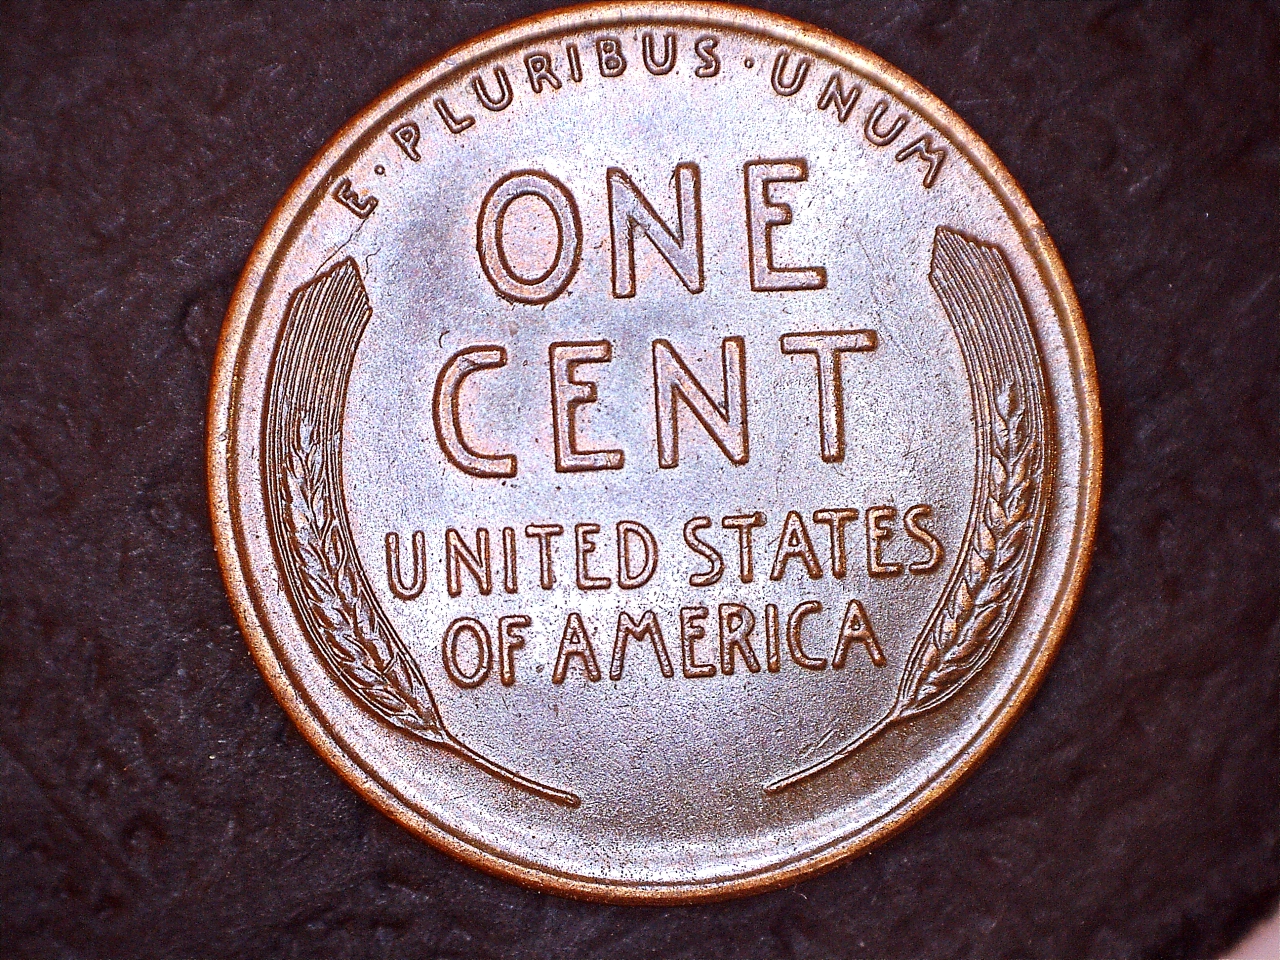 E·PLURIBUS·UNUM
ONE
CENT
UNITED STATES
OF AMERICA